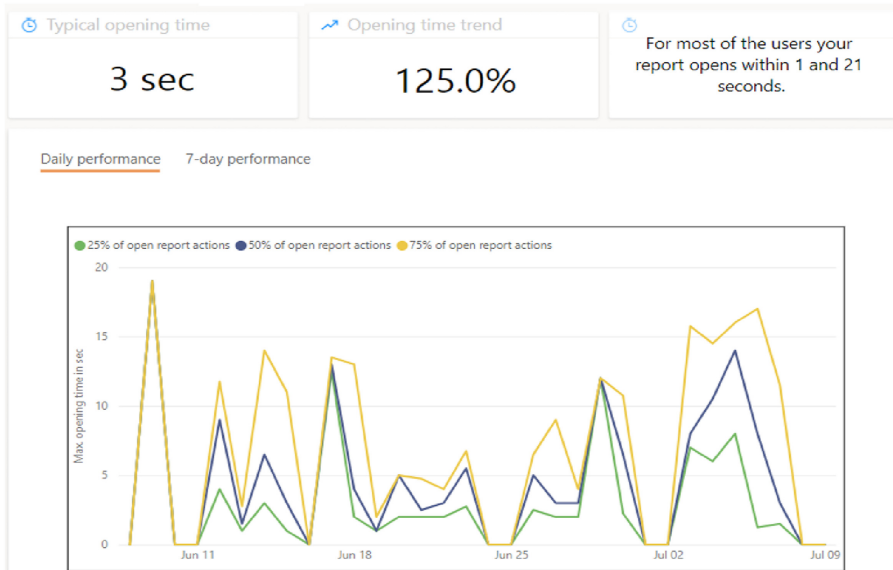 Typical opening time
3 sec
Opening time trend
125.0%
For most of the users your
report opens within 1 and 21
seconds.
Daily performance 7-day performance
25% of open report actions 50% of open report actions 75% of open report actions
Max. opening time in sec
20
15
10
5
0
Jun 11 Jun 18 Jun 25 Jul 02 Jul 09